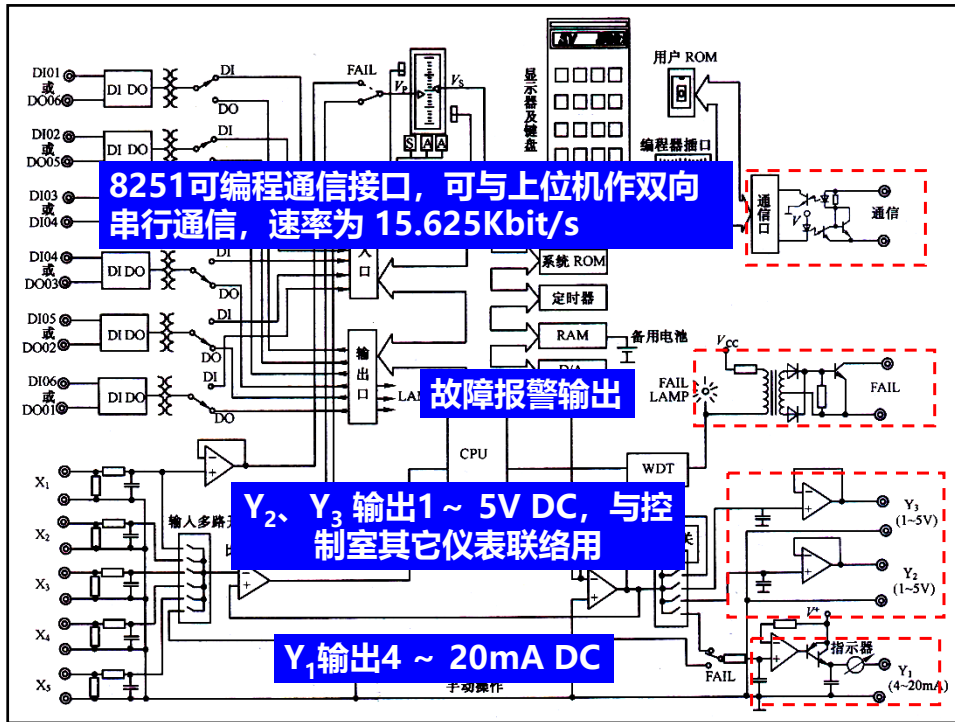 DI01
或
DO06
DI DO
DI
DO
DI02
或
DO05
DI DO
DI
DI03
或
DI04
DI04
或
DO03
DI DO
DI
DO
DI05
或
DO02
DI DO
DI
DO
DI06
或
DO01
DI DO
DI
DO
FAIL
VP
VS
S A A
显示器及键盘
用户 ROM
编程器插口
8251可编程通信接口，可与上位机作双向
串行通信，速率为 15.625Kbit/s
通信口
V
通信
入口
系统 ROM
定时器
RAM
备用电池
D/A
输出口
故障报警输出
VCC
FAIL
LAMP
FAIL
CPU
WDT
X1
X2
X3
X4
X5
输入多路开
Y2、Y3 输出1 ~ 5V DC，与控
制室其它仪表联络用
比
关
Y3
(1~5V)
Y2
(1~5V)
Y1输出4 ~ 20mA DC
手动操作
FAIL
V+
指示器
Y1
(4~20mA)